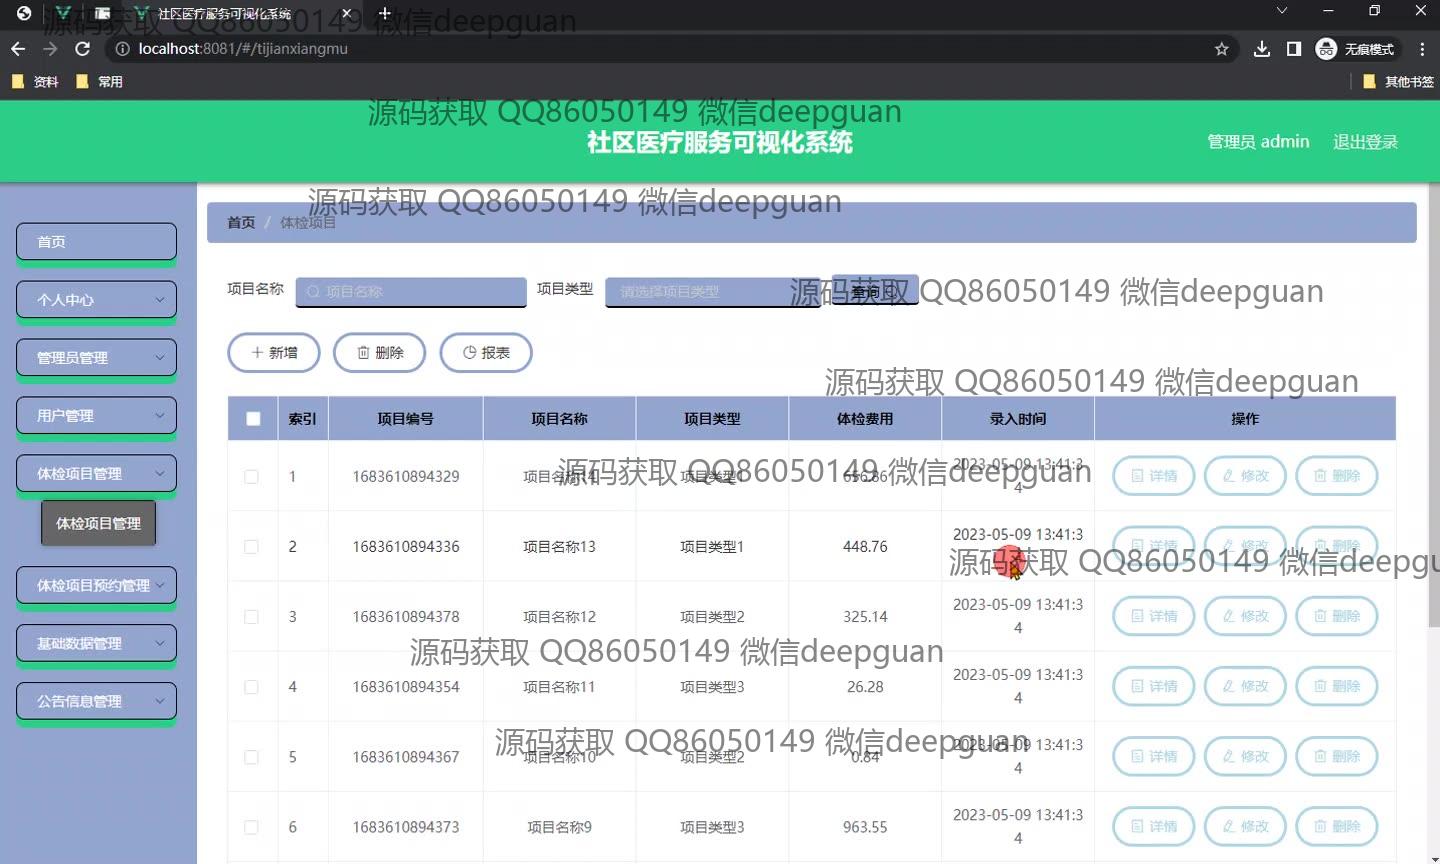 社区医疗服务可视化系统
源码获取 QQ86050149 微信deepguan
localhost:8081/#/tijianxiangmu
无痕模式
资料 常用 其他书签
源码获取 QQ86050149 微信deepguan
社区医疗服务可视化系统
管理员 admin 退出登录
源码获取 QQ86050149 微信deepguan
首页 / 体检项目
首页
个人中心
管理员管理
用户管理
体检项目管理
体检项目管理
体检项目预约管理
基础数据管理
公告信息管理
项目名称 项目名称 项目类型 请选择项目类型 查询
源码获取 QQ86050149 微信deepguan
新增 删除 报表
源码获取 QQ86050149 微信deepguan
索引 项目编号 项目名称 项目类型 体检费用 录入时间 操作
1 1683610894329 项目名称14 项目类型1 656.86 2023-05-09 13:41:3
4 详情 修改 删除
源码获取 QQ86050149 微信deepguan
2 1683610894336 项目名称13 项目类型1 448.76 2023-05-09 13:41:3
详情 修改 删除
源码获取 QQ86050149 微信deepgu
3 1683610894378 项目名称12 项目类型2 325.14 2023-05-09 13:41:3
4 详情 修改 删除
源码获取 QQ86050149 微信deepguan
4 1683610894354 项目名称11 项目类型3 26.28 2023-05-09 13:41:3
4 详情 修改 删除
源码获取 QQ86050149 微信deepguan
5 1683610894367 项目名称10 项目类型2 0.84 2023-05-09 13:41:3
4 详情 修改 删除
6 1683610894373 项目名称9 项目类型3 963.55 2023-05-09 13:41:3
4 详情 修改 删除